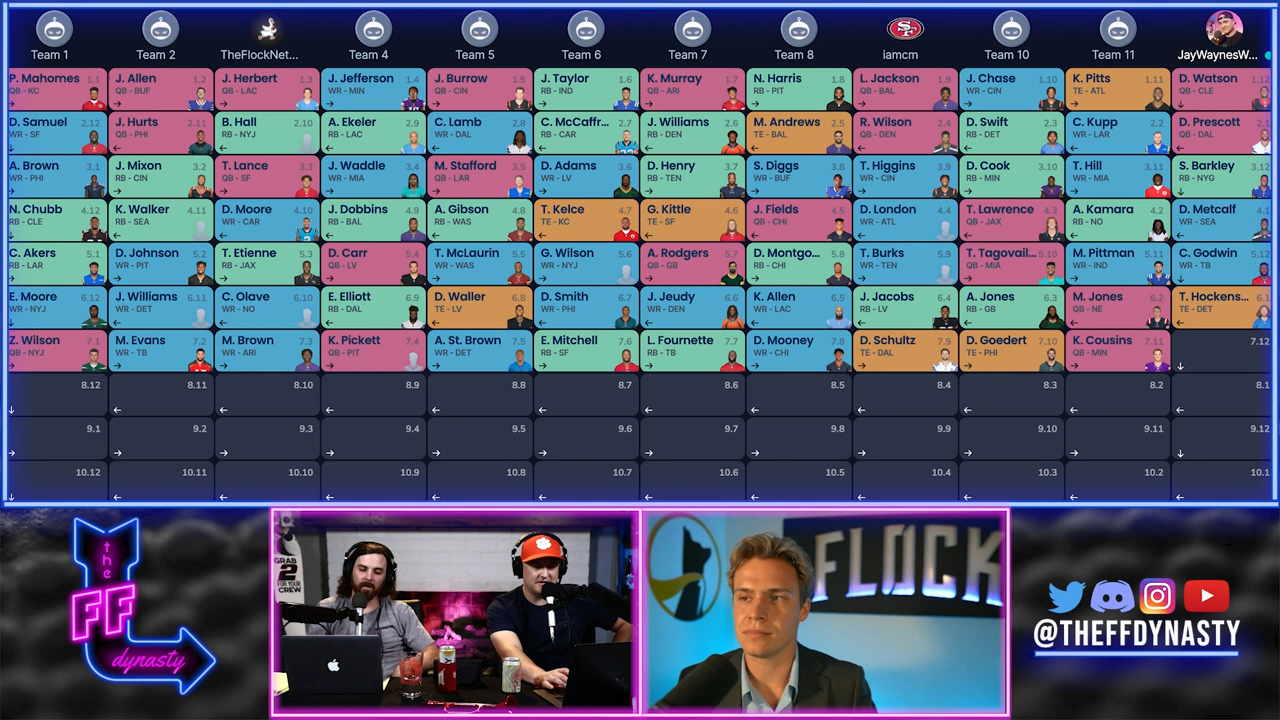 Team 1 Team 2 TheFlockNet... Team 4 Team 5 Team 6 Team 7 Team 8 iamcm Team 10 Team 11 JayWaynesW...
P. Mahomes 1.1 J. Allen 1.2 J. Herbert 1.3 J. Jefferson 1.4 J. Burrow 1.5 J. Taylor 1.6 K. Murray 1.7 N. Harris 1.8 L. Jackson 1.9 J. Chase 1.10 K. Pitts 1.11 D. Watson 1.12
QB - KC QB - BUF QB - LAC WR - MIN QB - CIN RB - IND QB - ARI RB - PIT QB - BAL WR - CIN TE - ATL QB - CLE
D. Samuel 2.12 J. Hurts 2.11 B. Hall 2.10 A. Ekeler 2.9 C. Lamb 2.8 C. McCaffr... 2.7 J. Williams 2.6 M. Andrews 2.5 R. Wilson 2.4 D. Swift 2.3 C. Kupp 2.2 D. Prescott 2.1
WR - SF QB - PHI RB - NYJ RB - LAC WR - DAL RB - CAR RB - DEN TE - BAL QB - DEN RB - DET WR - LAR QB - DAL
A. Brown 3.1 J. Mixon 3.2 T. Lance 3.3 J. Waddle 3.4 M. Stafford 3.5 D. Adams 3.6 D. Henry 3.7 S. Diggs 3.8 T. Higgins 3.9 D. Cook 3.10 T. Hill 3.11 S. Barkley 3.12
WR - PHI RB - CIN QB - SF WR - MIA QB - LAR WR - LV RB - TEN WR - BUF WR - CIN RB - MIN WR - MIA RB - NYG
N. Chubb 4.12 K. Walker 4.11 D. Moore 4.10 J. Dobbins 4.9 A. Gibson 4.8 T. Kelce 4.7 G. Kittle 4.6 J. Fields 4.5 D. London 4.4 T. Lawrence 4.3 A. Kamara 4.2 D. Metcalf 4.1
RB - CLE RB - SEA WR - CAR RB - BAL RB - WAS TE - KC TE - SF QB - CHI WR - ATL QB - JAX RB - NO WR - SEA
C. Akers 5.1 D. Johnson 5.2 T. Etienne 5.3 D. Carr 5.4 T. McLaurin 5.5 G. Wilson 5.6 A. Rodgers 5.7 D. Montgo... 5.8 T. Burks 5.9 T. Tagovail... 5.10 M. Pittman 5.11 C. Godwin 5.12
RB - LAR WR - PIT RB - JAX QB - LV WR - WAS WR - NYJ QB - GB RB - CHI WR - TEN QB - MIA WR - IND WR - TB
E. Moore 6.12 J. Williams 6.11 C. Olave 6.10 E. Elliott 6.9 D. Waller 6.8 D. Smith 6.7 J. Jeudy 6.6 K. Allen 6.5 J. Jacobs 6.4 A. Jones 6.3 M. Jones 6.2 T. Hockens... 6.1
WR - NYJ WR - DET WR - NO RB - DAL TE - LV WR - PHI WR - DEN WR - LAC RB - LV RB - GB QB - NE TE - DET
Z. Wilson 7.1 M. Evans 7.2 M. Brown 7.3 K. Pickett 7.4 A. St. Brown 7.5 E. Mitchell 7.6 L. Fournette 7.7 D. Mooney 7.8 D. Schultz 7.9 D. Goedert 7.10 K. Cousins 7.11 7.12
QB - NYJ WR - TB WR - ARI QB - PIT WR - DET RB - SF RB - TB WR - CHI TE - DAL TE - PHI QB - MIN
8.12 8.11 8.10 8.9 8.8 8.7 8.6 8.5 8.4 8.3 8.2 8.1
9.1 9.2 9.3 9.4 9.5 9.6 9.7 9.8 9.9 9.10 9.11 9.12
10.12 10.11 10.10 10.9 10.8 10.7 10.6 10.5 10.4 10.3 10.2 10.1
the
FF
dynasty
GRAB
2
FOR YOUR
CREW
FLOCK
@THEFFDYNASTY